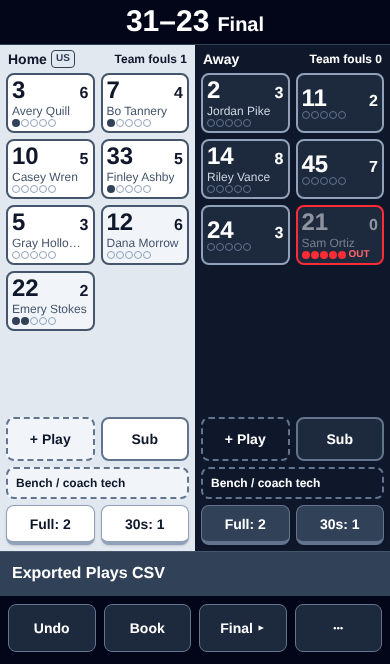 31–23 Final
Home US Team fouls 1
3 6
Avery Quill
7 4
Bo Tannery
10 5
Casey Wren
33 5
Finley Ashby
5 3
Gray Hollo…
12 6
Dana Morrow
22 2
Emery Stokes
+ Play Sub
Bench / coach tech
Full: 2 30s: 1
Away Team fouls 0
2 3
Jordan Pike
11 2
14 8
Riley Vance
45 7
24 3
21 0
Sam Ortiz
OUT
+ Play Sub
Bench / coach tech
Full: 2 30s: 1
Exported Plays CSV
Undo Book Final ▸ ···